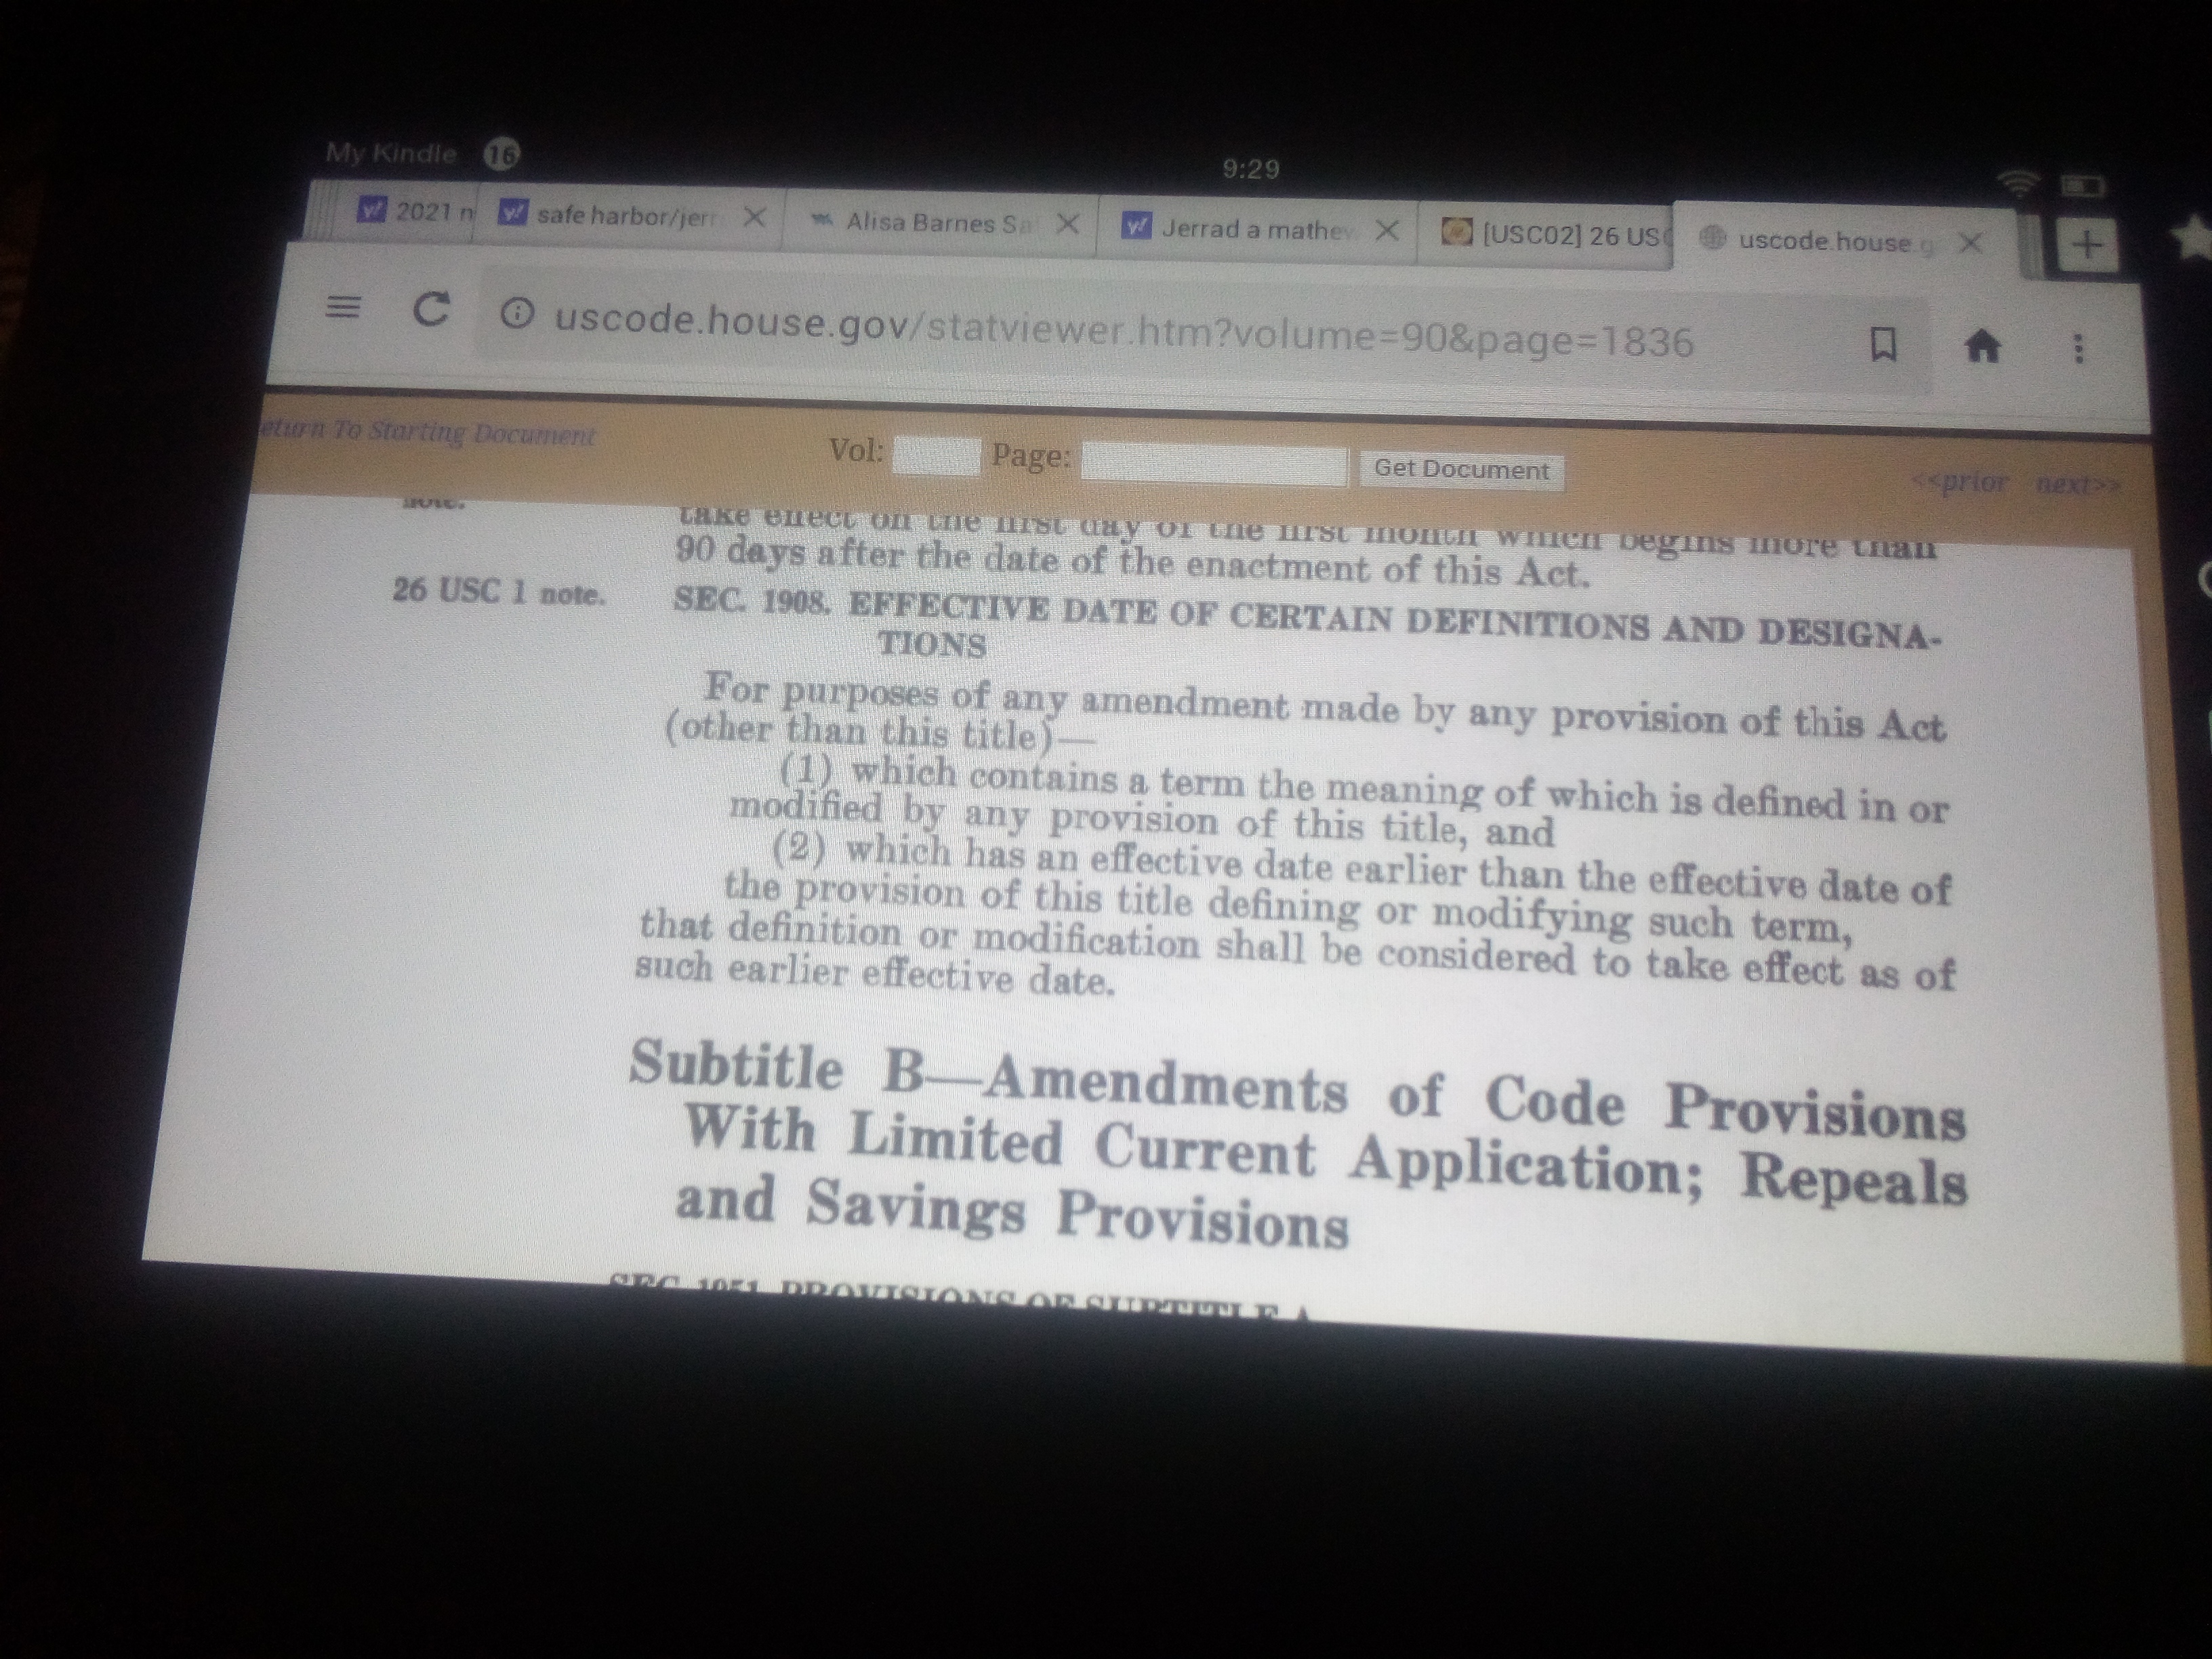 My Kindle 16
9:29
2021 n
safe harbor/jerr
Alisa Barnes Sa
Jerrad a mathew
[USC02] 26 USC
uscode.house.g
uscode.house.gov/statviewer.htm?volume=90&page=1836
eturn To Starting Document
Vol: Page: Get Document
<<prior next>>
note.
take effect on the first day of the first month which begins more than
90 days after the date of the enactment of this Act.
26 USC 1 note.
SEC. 1908. EFFECTIVE DATE OF CERTAIN DEFINITIONS AND DESIGNA-
TIONS
For purposes of any amendment made by any provision of this Act
(other than this title)—
(1) which contains a term the meaning of which is defined in or
modified by any provision of this title, and
(2) which has an effective date earlier than the effective date of
the provision of this title defining or modifying such term,
that definition or modification shall be considered to take effect as of
such earlier effective date.
Subtitle B—Amendments of Code Provisions
With Limited Current Application; Repeals
and Savings Provisions
SEC. 1951. PROVISIONS OF SUBTITLE A